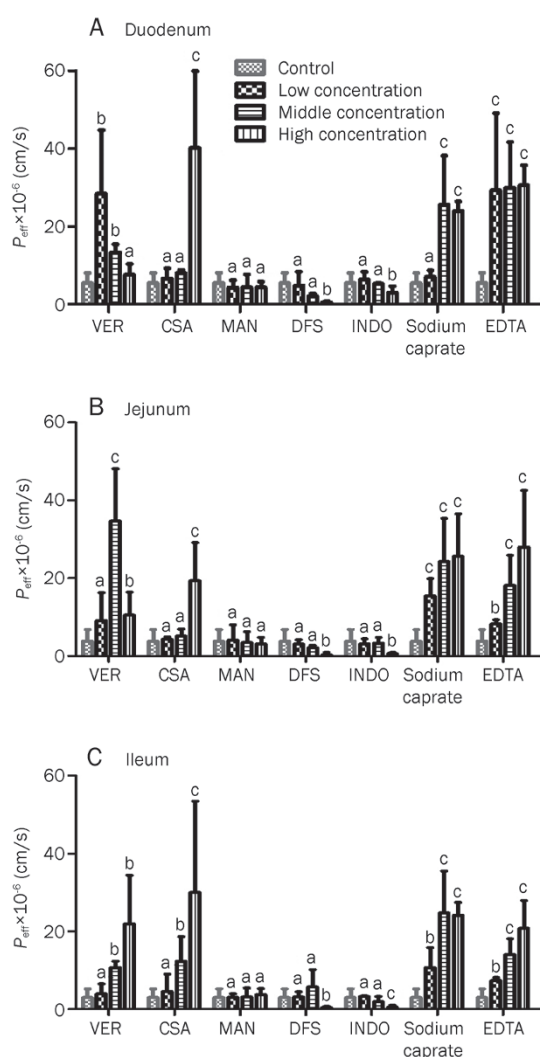 A Duodenum
Control
Low concentration
Middle concentration
High concentration
60
40
20
0
Peff×10⁻⁶ (cm/s)
b b a a a c a a a a a b a a b a c c c c c
VER CSA MAN DFS INDO Sodium caprate EDTA
B Jejunum
60
40
20
0
Peff×10⁻⁶ (cm/s)
a c b a a c a a a a a b a a b c c c b c c
VER CSA MAN DFS INDO Sodium caprate EDTA
C Ileum
60
40
20
0
Peff×10⁻⁶ (cm/s)
a b b a b c a a a a a b a a c b c c b c c
VER CSA MAN DFS INDO Sodium caprate EDTA